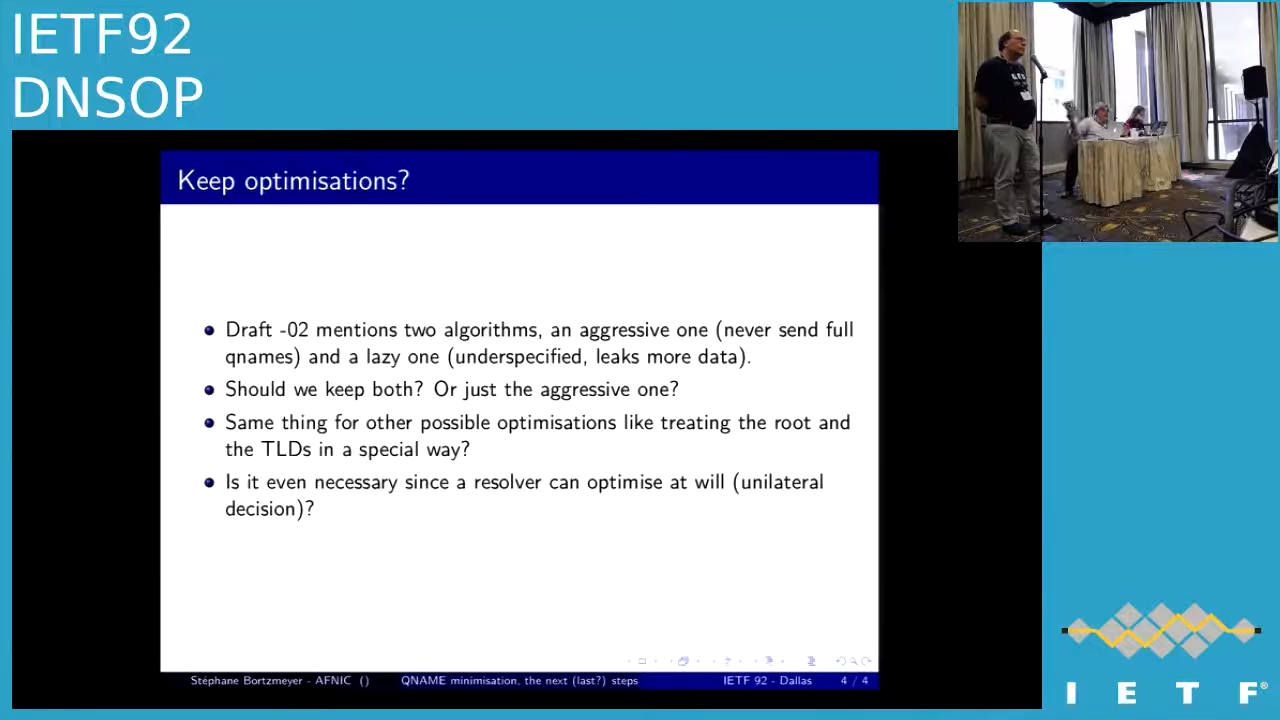 IETF92
DNSOP
Keep optimisations?
Draft -02 mentions two algorithms, an aggressive one (never send full
qnames) and a lazy one (underspecified, leaks more data).
Should we keep both? Or just the aggressive one?
Same thing for other possible optimisations like treating the root and
the TLDs in a special way?
Is it even necessary since a resolver can optimise at will (unilateral
decision)?
Stéphane Bortzmeyer - AFNIC () QNAME minimisation, the next (last?) steps IETF 92 - Dallas 4 / 4
I E T F®